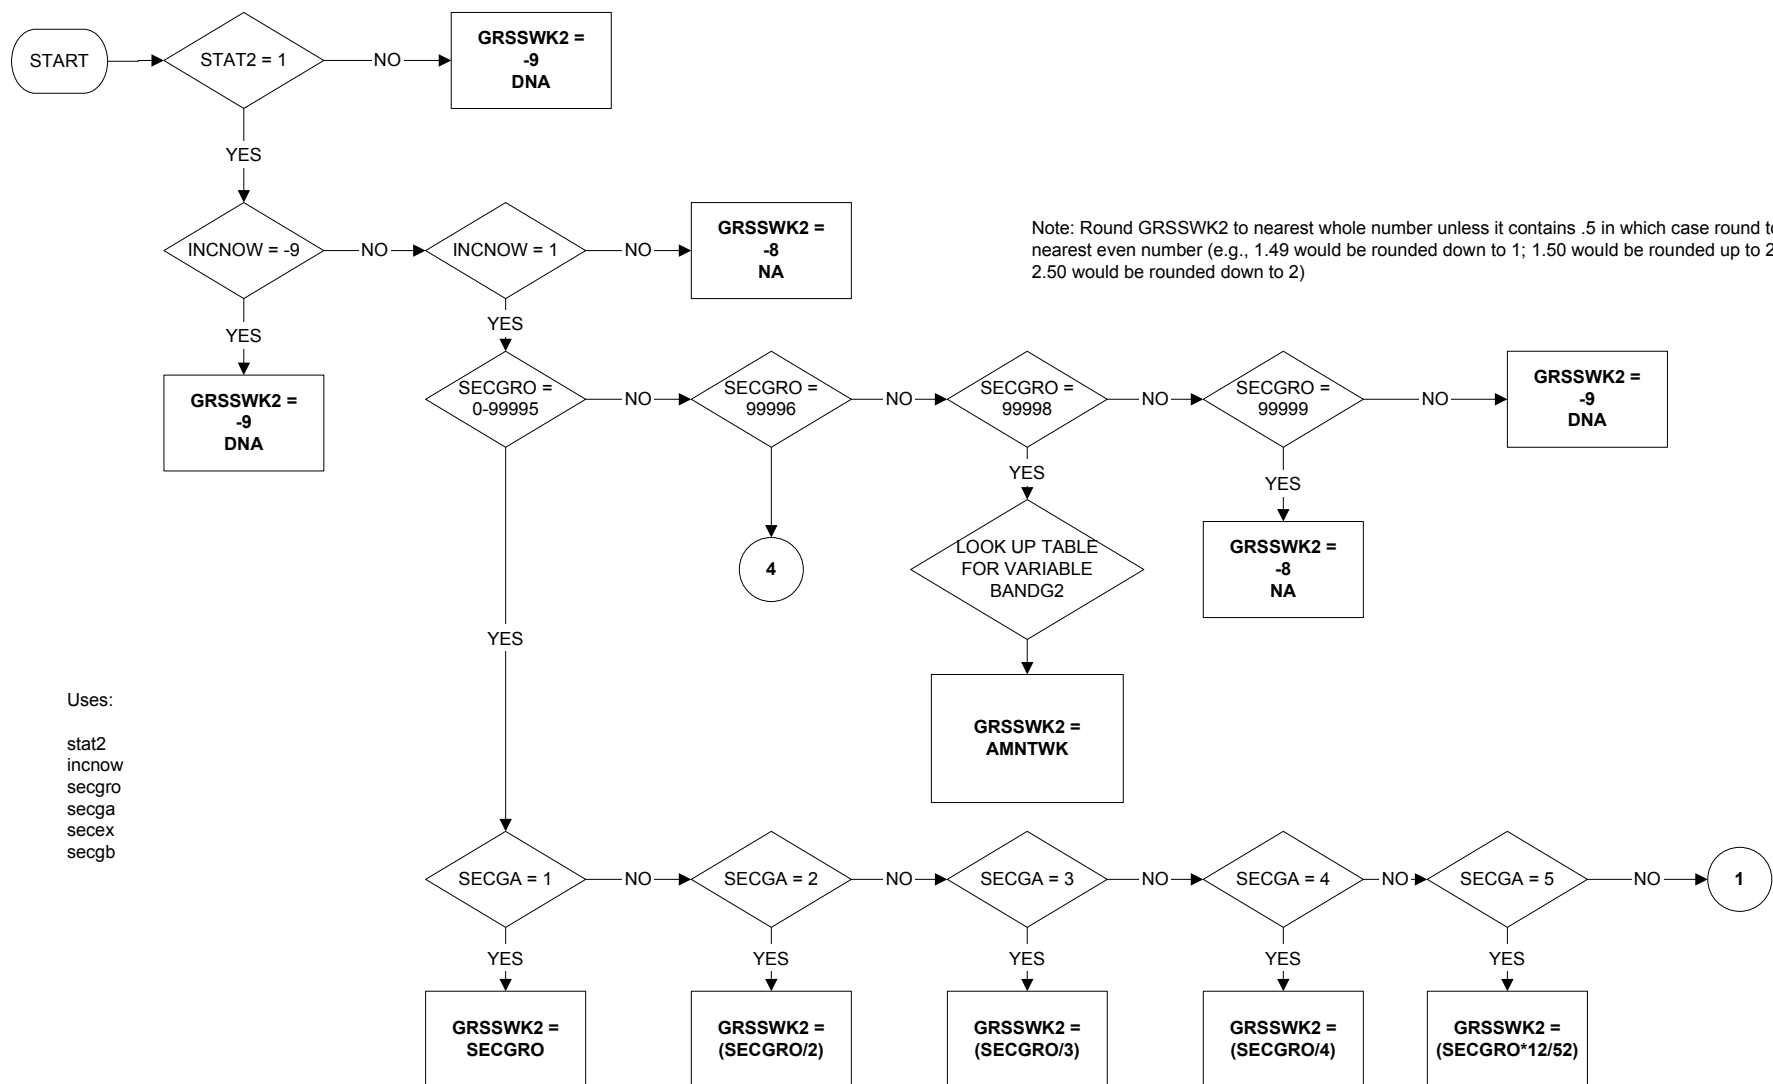 START
STAT2 = 1
NO
GRSSWK2 =
-9
DNA
YES
INCNOW = -9
NO
INCNOW = 1
NO
GRSSWK2 =
-8
NA
Note: Round GRSSWK2 to nearest whole number unless it contains .5 in which case round to
nearest even number (e.g., 1.49 would be rounded down to 1; 1.50 would be rounded up to 2
2.50 would be rounded down to 2)
YES
GRSSWK2 =
-9
DNA
YES
SECGRO =
0-99995
NO
SECGRO =
99996
NO
SECGRO =
99998
NO
SECGRO =
99999
NO
GRSSWK2 =
-9
DNA
4
YES
LOOK UP TABLE
FOR VARIABLE
BANDG2
GRSSWK2 =
AMNTWK
YES
GRSSWK2 =
-8
NA
YES
Uses:
stat2
incnow
secgro
secga
secex
secgb
SECGA = 1
NO
SECGA = 2
NO
SECGA = 3
NO
SECGA = 4
NO
SECGA = 5
NO
1
YES
YES
YES
YES
YES
GRSSWK2 =
SECGRO
GRSSWK2 =
(SECGRO/2)
GRSSWK2 =
(SECGRO/3)
GRSSWK2 =
(SECGRO/4)
GRSSWK2 =
(SECGRO*12/52)